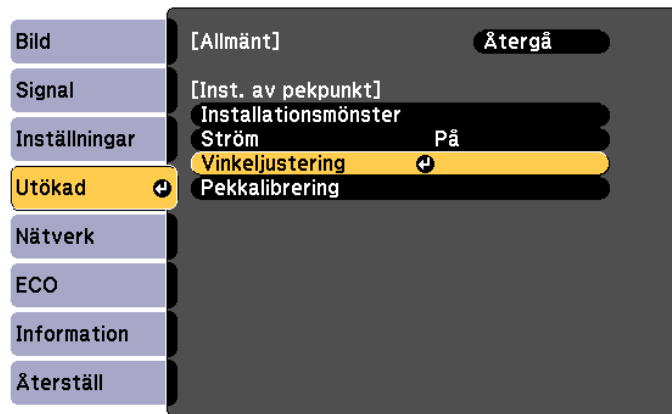 Bild
Signal
Inställningar
Utökad
Nätverk
ECO
Information
Återställ
[Allmänt] Återgå
[Inst. av pekpunkt]
Installationsmönster
Ström På
Vinkeljustering
Pekkalibrering